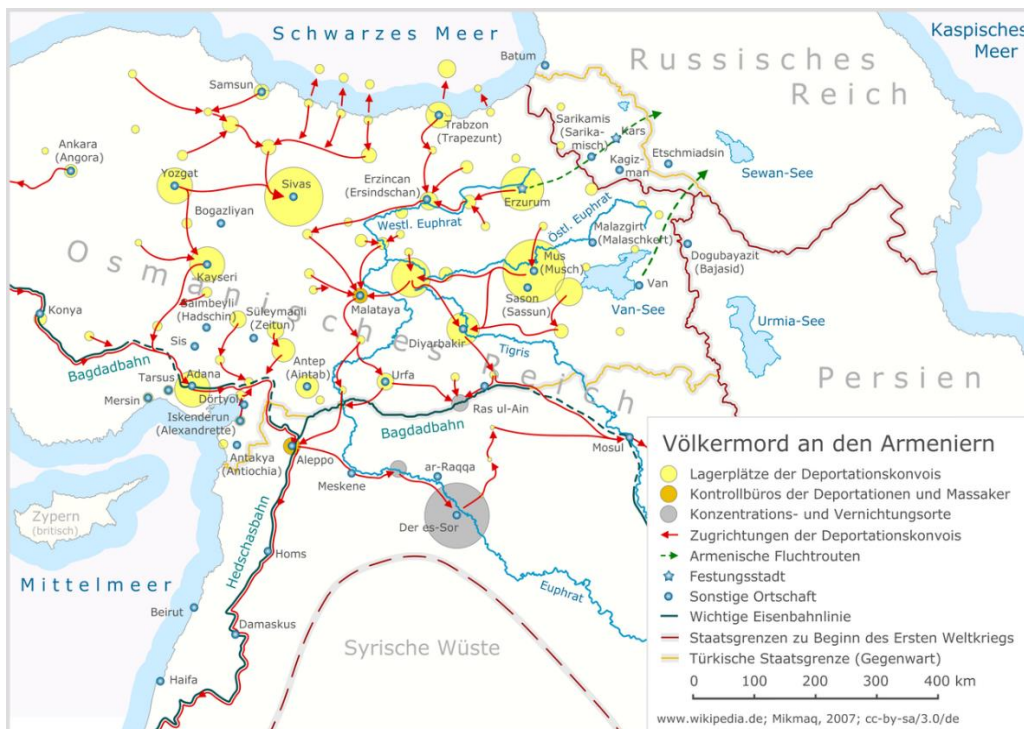 Schwarzes Meer
Kaspisches
Meer
Russisches
Reich
Batum
Samsun
Trabzon
(Trapezunt)
Sarikamis
(Sarika-
misch)
Kars
Kagiz-
man
Etschmiadsin
Sewan-See
Ankara
(Angora)
Yozgat
Sivas
Erzincan
(Ersindschan)
Erzurum
Bogazliyan
Westl. Euphrat
Östl. Euphrat
Malazgirt
(Malaschkert)
Dogubayazit
(Bajasid)
Osmanisches Reich
Kayseri
Mus
(Musch)
Sason
(Sassun)
Van
Van-See
Urmia-See
Konya
Saimbeyli
(Hadschin)
Süleymanli
(Zeitun)
Malataya
Diyarbakir
Tigris
Sis
Bagdadbahn
Tarsus
Adana
Antep
(Aintab)
Urfa
Persien
Mersin
Dörtyol
Iskenderun
(Alexandrette)
Ras ul-Ain
Bagdadbahn
Antakya
(Antiochia)
Aleppo
Meskene
ar-Raqqa
Mosul
Der es-Sor
Zypern
(britisch)
Hedschasbahn
Homs
Euphrat
Mittelmeer
Beirut
Damaskus
Syrische Wüste
Haifa
Völkermord an den Armeniern
Lagerplätze der Deportationskonvois
Kontrollbüros der Deportationen und Massaker
Konzentrations- und Vernichtungsorte
Zugrichtungen der Deportationskonvois
Armenische Fluchtrouten
Festungsstadt
Sonstige Ortschaft
Wichtige Eisenbahnlinie
Staatsgrenzen zu Beginn des Ersten Weltkriegs
Türkische Staatsgrenze (Gegenwart)
0 100 200 300 400 km
www.wikipedia.de; Mikmaq, 2007; cc-by-sa/3.0/de